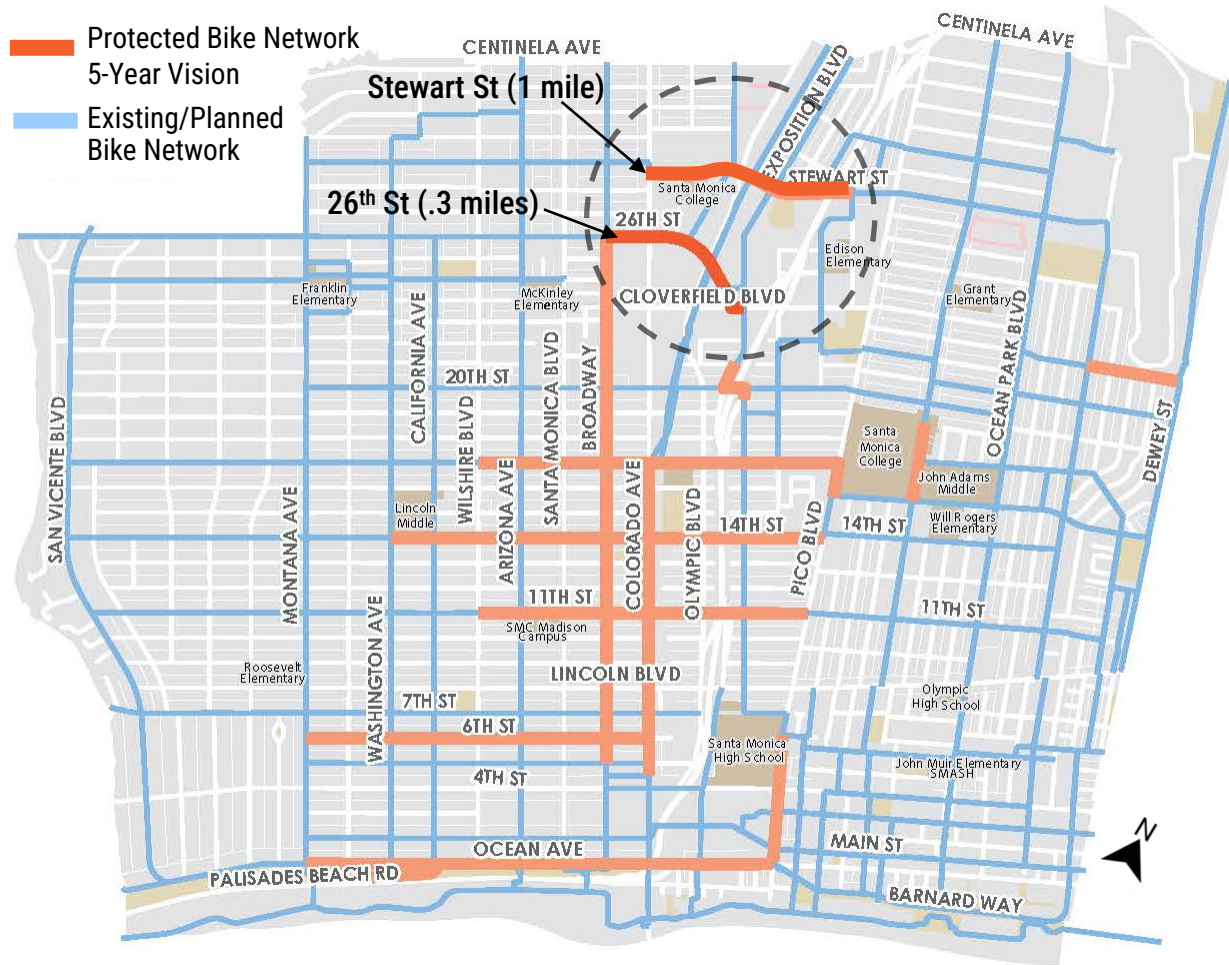 Protected Bike Network
5-Year Vision
Existing/Planned
Bike Network
CENTINELA AVE
CENTINELA AVE
Stewart St (1 mile)
EXPOSITION BLVD
STEWART ST
Santa Monica
College
26th St (.3 miles)
26TH ST
Edison
Elementary
Franklin
Elementary
McKinley
Elementary
CLOVERFIELD BLVD
Grant
Elementary
CALIFORNIA AVE
SANTA MONICA BLVD
BROADWAY
OCEAN PARK BLVD
20TH ST
SAN VICENTE BLVD
WILSHIRE BLVD
DEWEY ST
Santa
Monica
College
John Adams
Middle
MONTANA AVE
Lincoln
Middle
ARIZONA AVE
COLORADO AVE
OLYMPIC BLVD
14TH ST
PICO BLVD
14TH ST
Will Rogers
Elementary
11TH ST
11TH ST
SMC Madison
Campus
WASHINGTON AVE
Roosevelt
Elementary
LINCOLN BLVD
7TH ST
Olympic
High School
6TH ST
Santa Monica
High School
4TH ST
John Muir Elementary
SMASH
N
OCEAN AVE
MAIN ST
PALISADES BEACH RD
BARNARD WAY